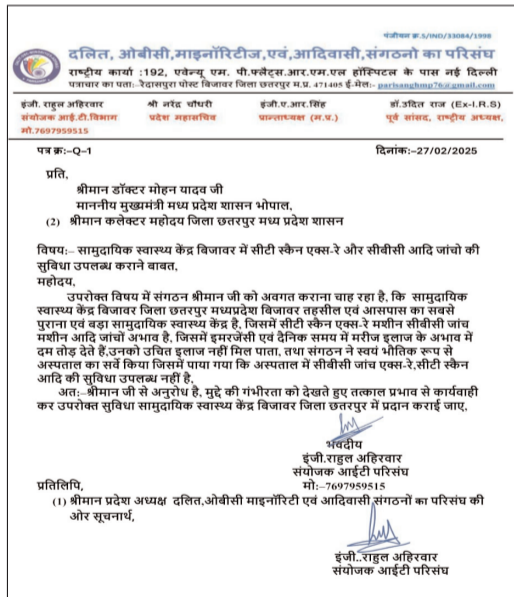 पंजीयन क्र.S/IND/33084/1998
दलित, ओबीसी,माइनॉरिटीज,एवं,आदिवासी,संगठनो का परिसंघ
राष्ट्रीय कार्या :192, एवेन्यू एम. पी.फ्लैट्स.आर.एम.एल हॉस्पिटल के पास नई दिल्ली
पत्राचार का पता:-रेदासपुरा पोस्ट बिजावर जिला छतरपुर म.प्र. 471405 ई-मेल:- parisanghmp76@gmail.com
इंजी. राहुल अहिरवार श्री नरेंद्र चौधरी इंजी.ए.आर.सिंह डॉ.उदित राज (Ex-I.R.S)
संयोजक आई.टी.विभाग प्रदेश महासचिव प्रान्ताध्यक्ष (म.प्र.) पूर्व सांसद, राष्ट्रीय अध्यक्ष,
मो.7697959515
पत्र क्र:-Q-1 दिनांक:-27/02/2025
प्रति,
श्रीमान डॉक्टर मोहन यादव जी
माननीय मुख्यमंत्री मध्य प्रदेश शासन भोपाल,
(2) श्रीमान कलेक्टर महोदय जिला छतरपुर मध्य प्रदेश शासन
विषय:- सामुदायिक स्वास्थ्य केंद्र बिजावर में सीटी स्कैन एक्स-रे और सीवीसी आदि जांचो की
सुविधा उपलब्ध कराने बाबत,
महोदय,
उपरोक्त विषय में संगठन श्रीमान जी को अवगत कराना चाह रहा है, कि सामुदायिक
स्वास्थ्य केंद्र बिजावर जिला छतरपुर मध्यप्रदेश बिजावर तहसील एवं आसपास का सबसे
पुराना एवं बड़ा सामुदायिक स्वास्थ्य केंद्र है, जिसमें सीटी स्कैन एक्स-रे मशीन सीबीसी जांच
मशीन आदि जांचों अभाव है, जिसमें इमरजेंसी एवं दैनिक समय में मरीज इलाज के अभाव में
दम तोड़ देते हैं,उनको उचित इलाज नहीं मिल पाता, तथा संगठन ने स्वयं भौतिक रूप से
अस्पताल का सर्वे किया जिसमें पाया गया कि अस्पताल में सीबीसी जांच एक्स-रे,सीटी स्कैन
आदि की सुविधा उपलब्ध नहीं है,
अत:-श्रीमान जी से अनुरोध है, मुद्दे की गंभीरता को देखते हुए तत्काल प्रभाव से कार्यवाही
कर उपरोक्त सुविधा सामुदायिक स्वास्थ्य केंद्र बिजावर जिला छतरपुर में प्रदान कराई जाए,
भवदीय
इंजी.राहुल अहिरवार
संयोजक आईटी परिसंघ
मो:-7697959515
प्रतिलिपि,
(1) श्रीमान प्रदेश अध्यक्ष दलित,ओबीसी माइनॉरिटी एवं आदिवासी संगठनों का परिसंघ की
ओर सूचनार्थ,
इंजी..राहुल अहिरवार
संयोजक आईटी परिसंघ